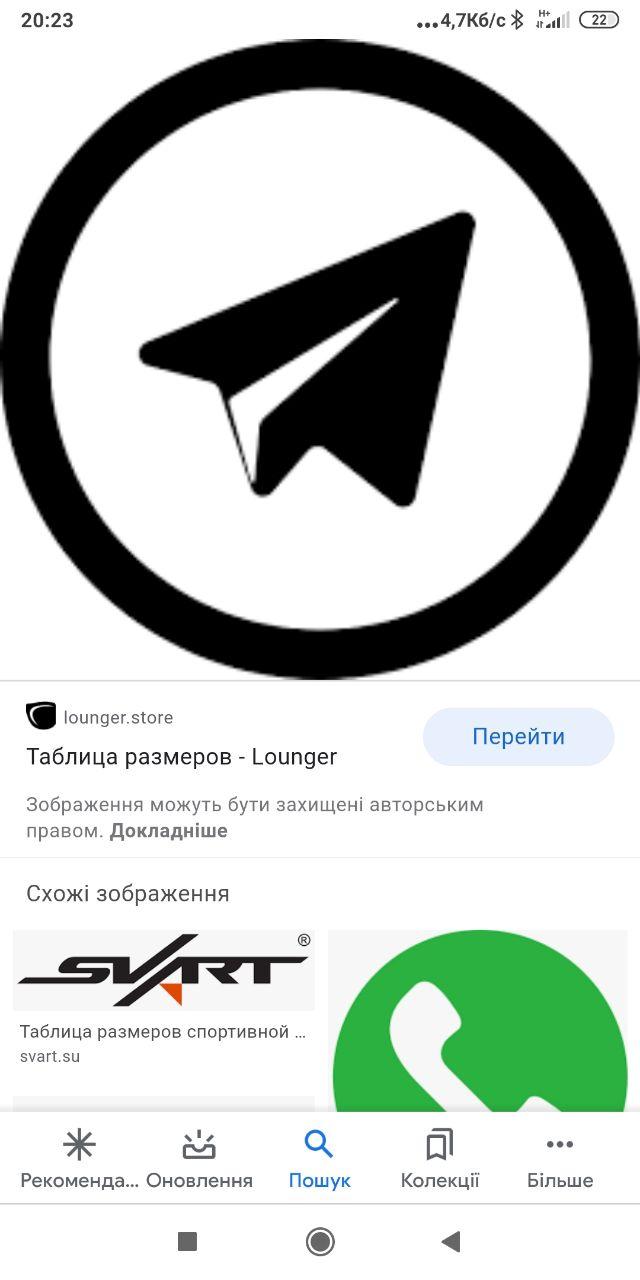 20:23
...4,7Кб/с H+ 22
lounger.store
Таблица размеров - Lounger
Перейти
Зображення можуть бути захищені авторським
правом. Докладніше
Схожі зображення
SVART®
Таблица размеров спортивной ...
svart.su
Рекоменда... Оновлення Пошук Колекції Більше